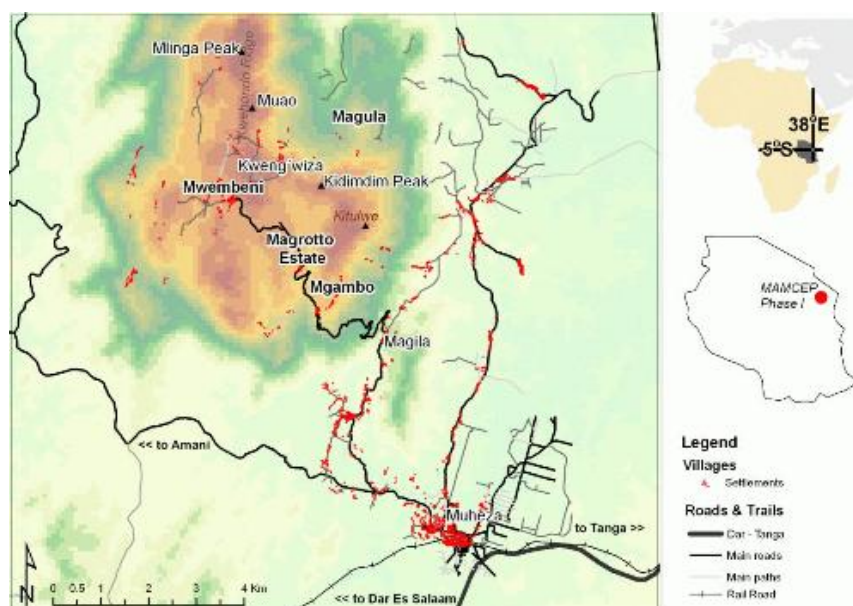 Mlinga Peak
Kwehondo Ridge
Muao
Magula
Kweng'wiza
Mwembeni
Kidimdim Peak
Kitulwe
Magrotto
Estate
Mgambo
Magila
<< to Amani
Muheza
to Tanga >>
<< to Dar Es Salaam
N
0 0.5 1 2 3 4 Km
38°E
-5°S
MAMCEP
Phase I
Legend
Villages
Settlements
Roads & Trails
Dar - Tanga
Main roads
Main paths
Rail Road